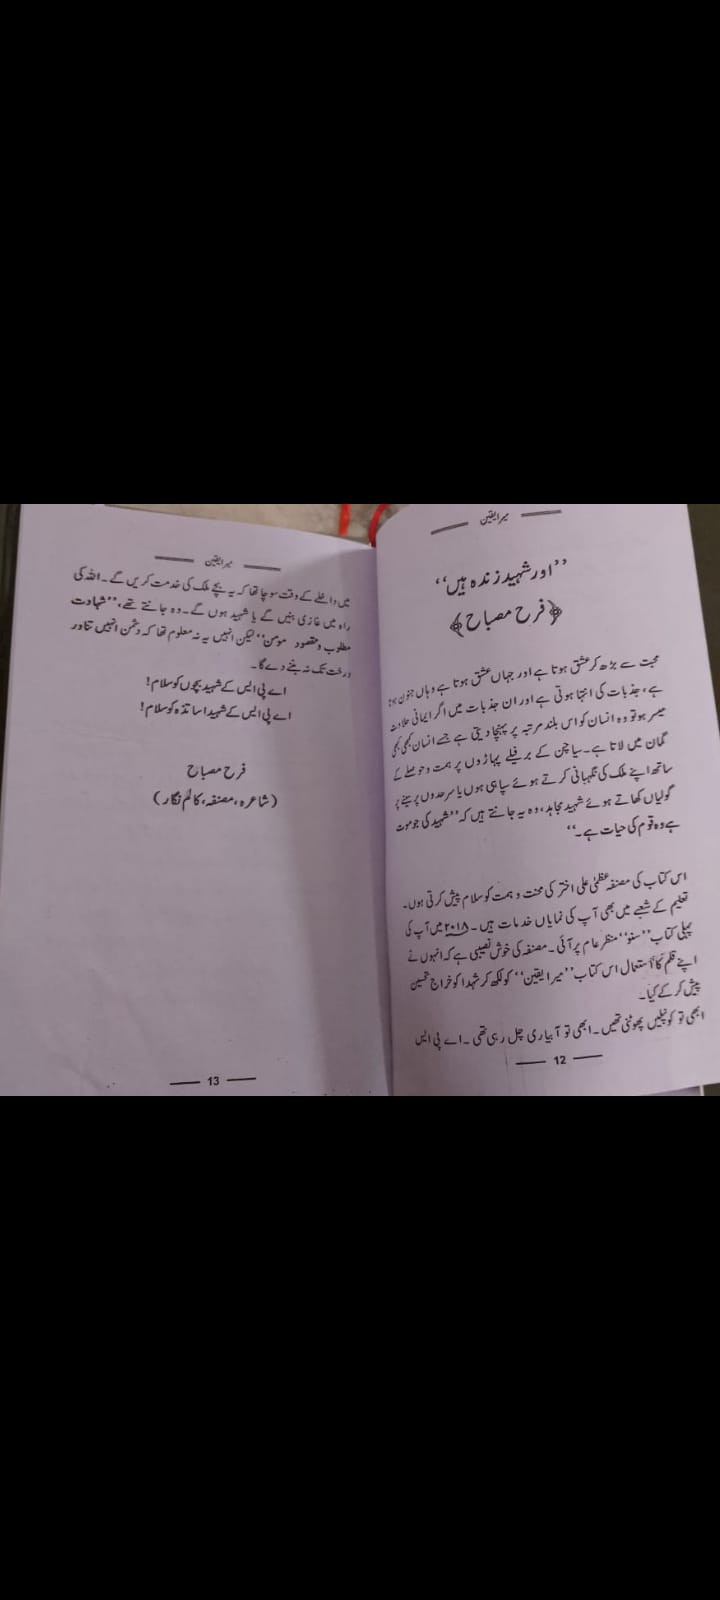 میرا یقین
’’اور شہید زندہ ہیں‘‘
﴿فرح مصباح﴾
محبت سے بڑھ کر عشق ہوتا ہے اور جہاں عشق ہوتا ہے وہاں جنون ہوتا
ہے، جذبات کی انتہا ہوتی ہے اور ان جذبات میں اگر ایمانی حلاوت
میسر ہو تو وہ انسان کو اس بلند مرتبہ پر پہنچا دیتی ہے جسے انسان کبھی کبھی
گمان میں لاتا ہے۔ سیاچن کے برفیلے پہاڑوں پر ہمت و حوصلے کے
ساتھ اپنے ملک کی نگہبانی کرتے ہوئے سپاہی ہوں یا سرحدوں پر سینے پر
گولیاں کھاتے ہوئے شہید مجاہد، وہ یہ جانتے ہیں کہ ’’شہید کی جو موت
ہے وہ قوم کی حیات ہے۔‘‘
اس کتاب کی مصنفہ عظمیٰ علی اختر کی محنت و ہمت کو سلام پیش کرتی ہوں۔
تعلیم کے شعبے میں بھی آپ کی نمایاں خدمات ہیں۔ ۲۰۱۸ میں آپ کی
پہلی کتاب ’’سنو‘‘ منظر عام پر آئی۔ مصنفہ کی خوش نصیبی ہے کہ انہوں نے
اپنے قلم کا استعمال اس کتاب ’’میرا یقین‘‘ کو لکھ کر شہدا کو خراج تحسین
پیش کر کے کیا۔
ابھی تو کونپلیں پھوٹنی تھیں۔ ابھی تو آبیاری چل رہی تھی۔ اے پی ایس
12
میرا یقین
میں داخلے کے وقت سوچا تھا کہ یہ بچے ملک کی خدمت کریں گے۔ اللہ کی
راہ میں غازی بنیں گے یا شہید ہوں گے۔ وہ جانتے تھے، ’’شہادت
مطلوب و مقصود مومن‘‘ لیکن انہیں یہ نہ معلوم تھا کہ دشمن انہیں تناور
درخت تک نہ بننے دے گا۔
اے پی ایس کے شہید بچوں کو سلام!
اے پی ایس کے شہید اساتذہ کو سلام!
فرح مصباح
(شاعرہ، مصنفہ، کالم نگار)
13